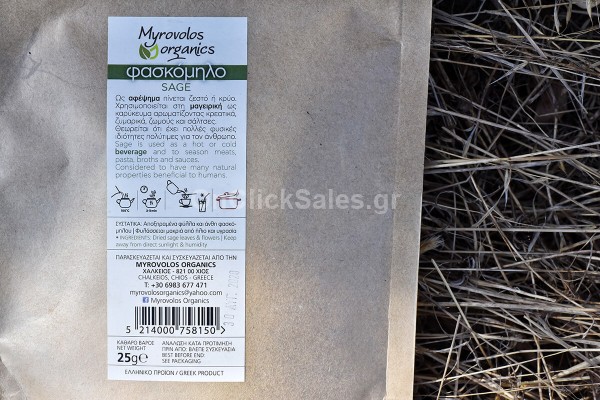 Myrovolos
organics
φασκόμηλο
SAGE
Ως αφέψημα πίνεται ζεστό ή κρύο.
Χρησιμοποιείται στη μαγειρική ως
καρύκευμα αρωματίζοντας κρεατικά,
ζυμαρικά, ζωμούς και σάλτσες.
Θεωρείται ότι έχει πολλές φυσικές
ιδιότητες πολύτιμες για τον άνθρωπο.
Sage is used as a hot or cold
beverage and to season meats,
pasta, broths and sauces.
Considered to have many natural
properties beneficial to humans.
ClickSales.gr
100°C
ΣΥΣΤΑΤΙΚΑ: Αποξηραμένα φύλλα και άνθη φασκό-
μηλου | Φυλάσσεται μακριά από ήλιο και υγρασία
• INGREDIENTS: Dried sage leaves & flowers | Keep
away from direct sunlight & humidity
ΠΑΡΑΣΚΕΥΑΖΕΤΑΙ ΚΑΙ ΣΥΣΚΕΥΑΖΕΤΑΙ ΑΠΟ ΤΗΝ
MYROVOLOS ORGANICS
ΧΑΛΚΕΙΟΣ - 821 00 ΧΙΟΣ
CHALKEIOS, CHIOS - GREECE
T: +30 6983 677 471
myrovolosorganics@yahoo.com
Myrovolos Organics
5 214000 758150 >
ΚΑΘΑΡΟ ΒΑΡΟΣ
NET WEIGHT
25g℮
ΑΝΑΛΩΣΗ ΚΑΤΑ ΠΡΟΤΙΜΗΣΗ
ΠΡΙΝ ΑΠΟ: ΒΛΕΠΕ ΣΥΣΚΕΥΑΣΙΑ
BEST BEFORE END:
SEE PACKAGING
ΕΛΛΗΝΙΚΟ ΠΡΟΪΟΝ / GREEK PRODUCT